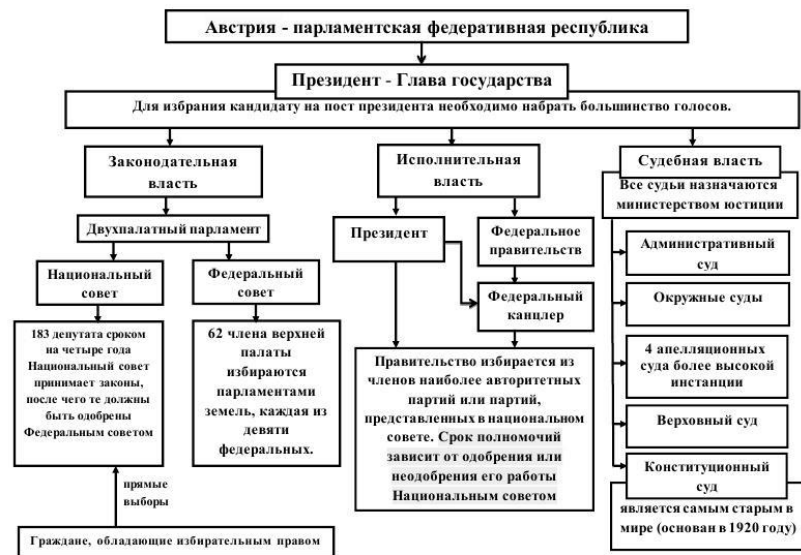 Австрия - парламентская федеративная республика
Президент - Глава государства
Для избрания кандидату на пост президента необходимо набрать большинство голосов.
Законодательная
власть
Двухпалатный парламент
Национальный
совет
183 депутата сроком
на четыре года
Национальный совет
принимает законы,
после чего те должны
быть одобрены
Федеральным советом
прямые
выборы
Граждане, обладающие избирательным правом
Федеральный
совет
62 члена верхней
палаты
избираются
парламентами
земель, каждая из
девяти
федеральных.
Исполнительная
власть
Президент
Федеральное
правительств
Федеральный
канцлер
Правительство избирается из
членов наиболее авторитетных
партий или партий,
представленных в национальном
совете. Срок полномочий
зависит от одобрения или
неодобрения его работы
Национальным советом
Судебная власть
Все судьи назначаются
министерством юстиции
Административный
суд
Окружные суды
4 апелляционных
суда более высокой
инстанции
Верховный суд
Конституционный
суд
является самым старым в
мире (основан в 1920 году)